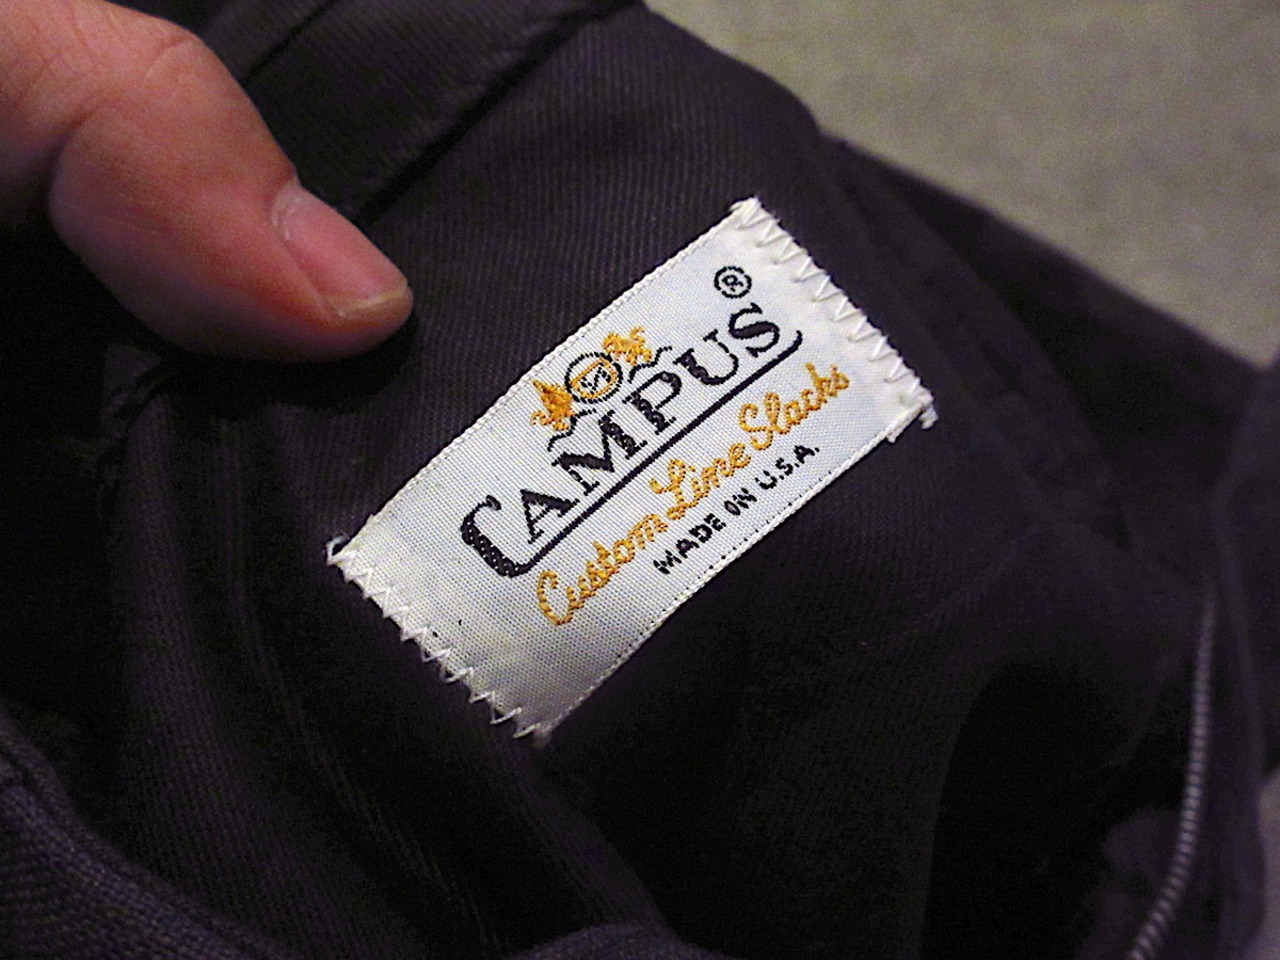 ®
CAMPUS
Custom Line Slacks
MADE IN U.S.A.